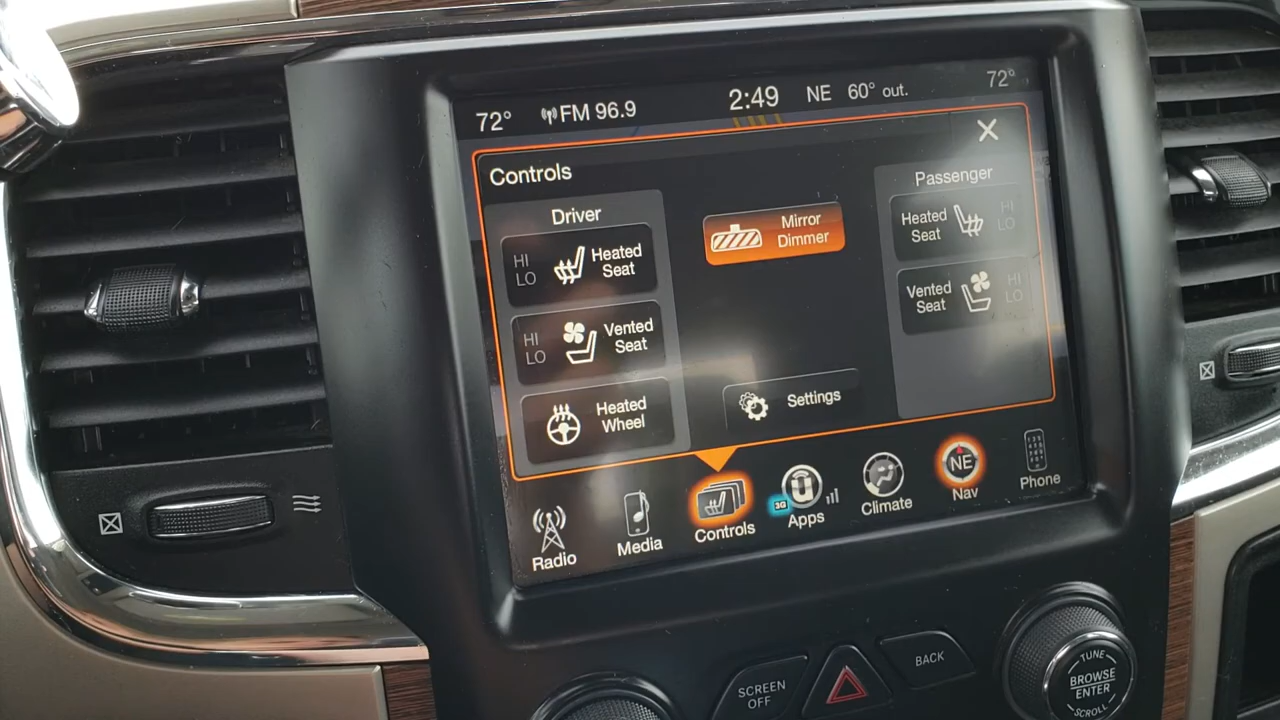 72° FM 96.9 2:49 NE 60° out. 72°
Controls
Driver
HI
LO
Heated
Seat
HI
LO
Vented
Seat
Heated
Wheel
Mirror
Dimmer
Settings
Passenger
Heated
Seat
HI
LO
Vented
Seat
HI
LO
Radio
Media
Controls
3G
Apps
Climate
NE
Nav
Phone
SCREEN
OFF
BACK
TUNE
BROWSE
ENTER
SCROLL